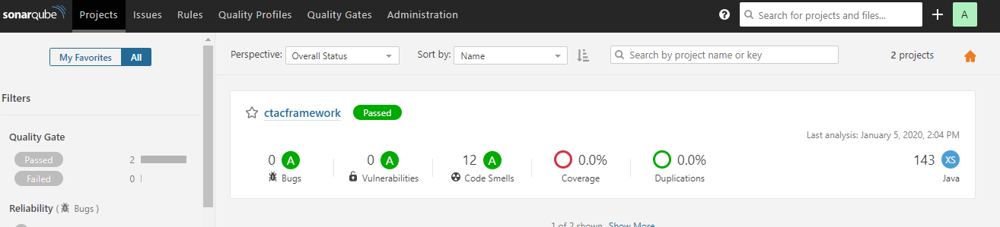 sonarqube Projects Issues Rules Quality Profiles Quality Gates Administration ? Search for projects and files... + A
My Favorites All Perspective: Overall Status Sort by: Name Search by project name or key 2 projects
Filters
Quality Gate
Passed 2
Failed 0
Reliability ( Bugs )
ctacframework Passed
Last analysis: January 5, 2020, 2:04 PM
0 A 0 A 12 A 0.0% 0.0% 143 XS
Bugs Vulnerabilities Code Smells Coverage Duplications Java
1 of 2 shown Show More